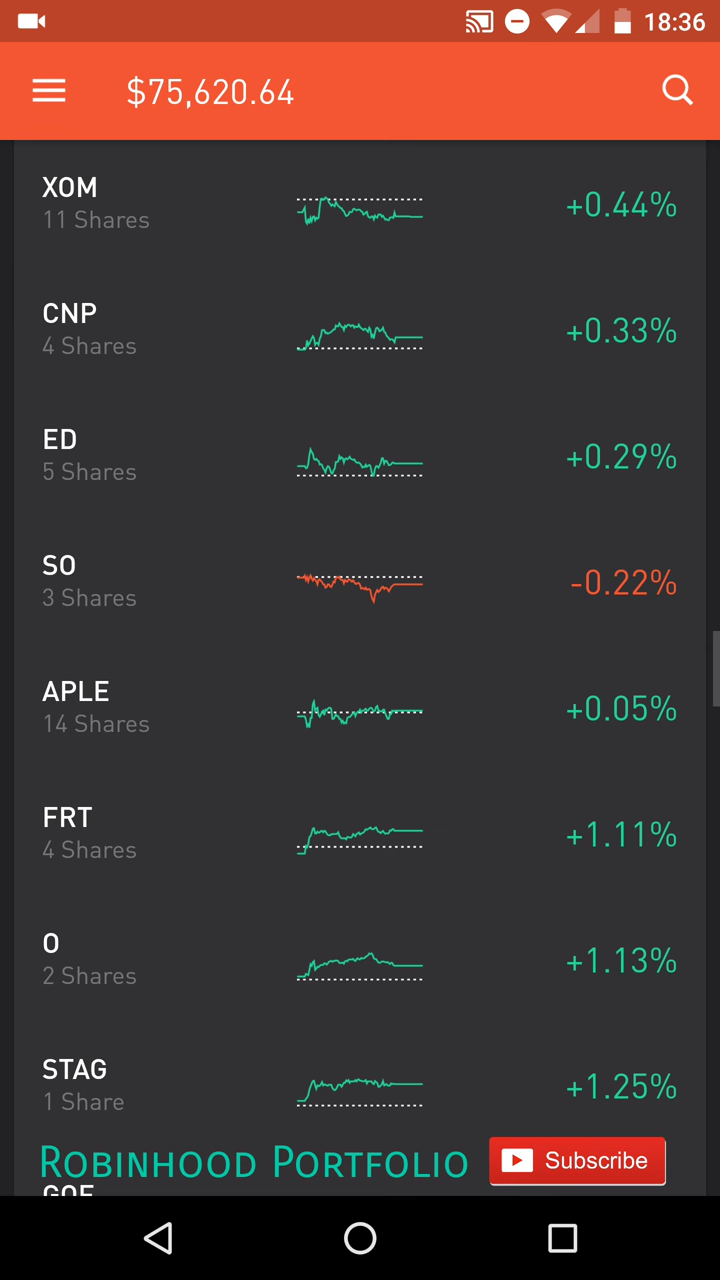 18:36
$75,620.64
XOM
11 Shares
+0.44%
CNP
4 Shares
+0.33%
ED
5 Shares
+0.29%
SO
3 Shares
-0.22%
APLE
14 Shares
+0.05%
FRT
4 Shares
+1.11%
O
2 Shares
+1.13%
STAG
1 Share
+1.25%
Robinhood Portfolio
Subscribe